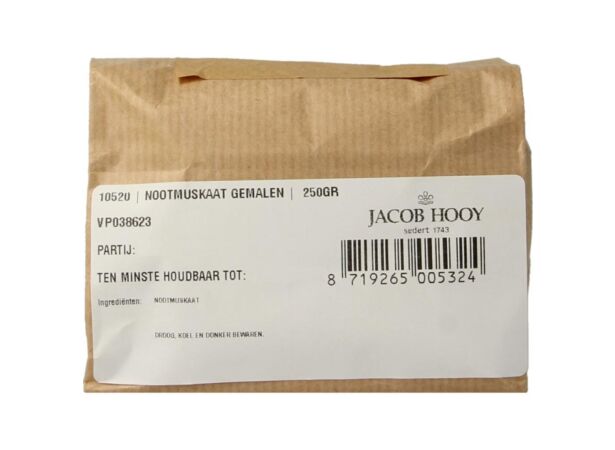 10520 | NOOTMUSKAAT GEMALEN | 250GR
VP038623
PARTIJ:
TEN MINSTE HOUDBAAR TOT:
Ingrediënten: NOOTMUSKAAT
DROOG, KOEL EN DONKER BEWAREN.
JACOB HOOY
sedert 1743
8 719265 005324